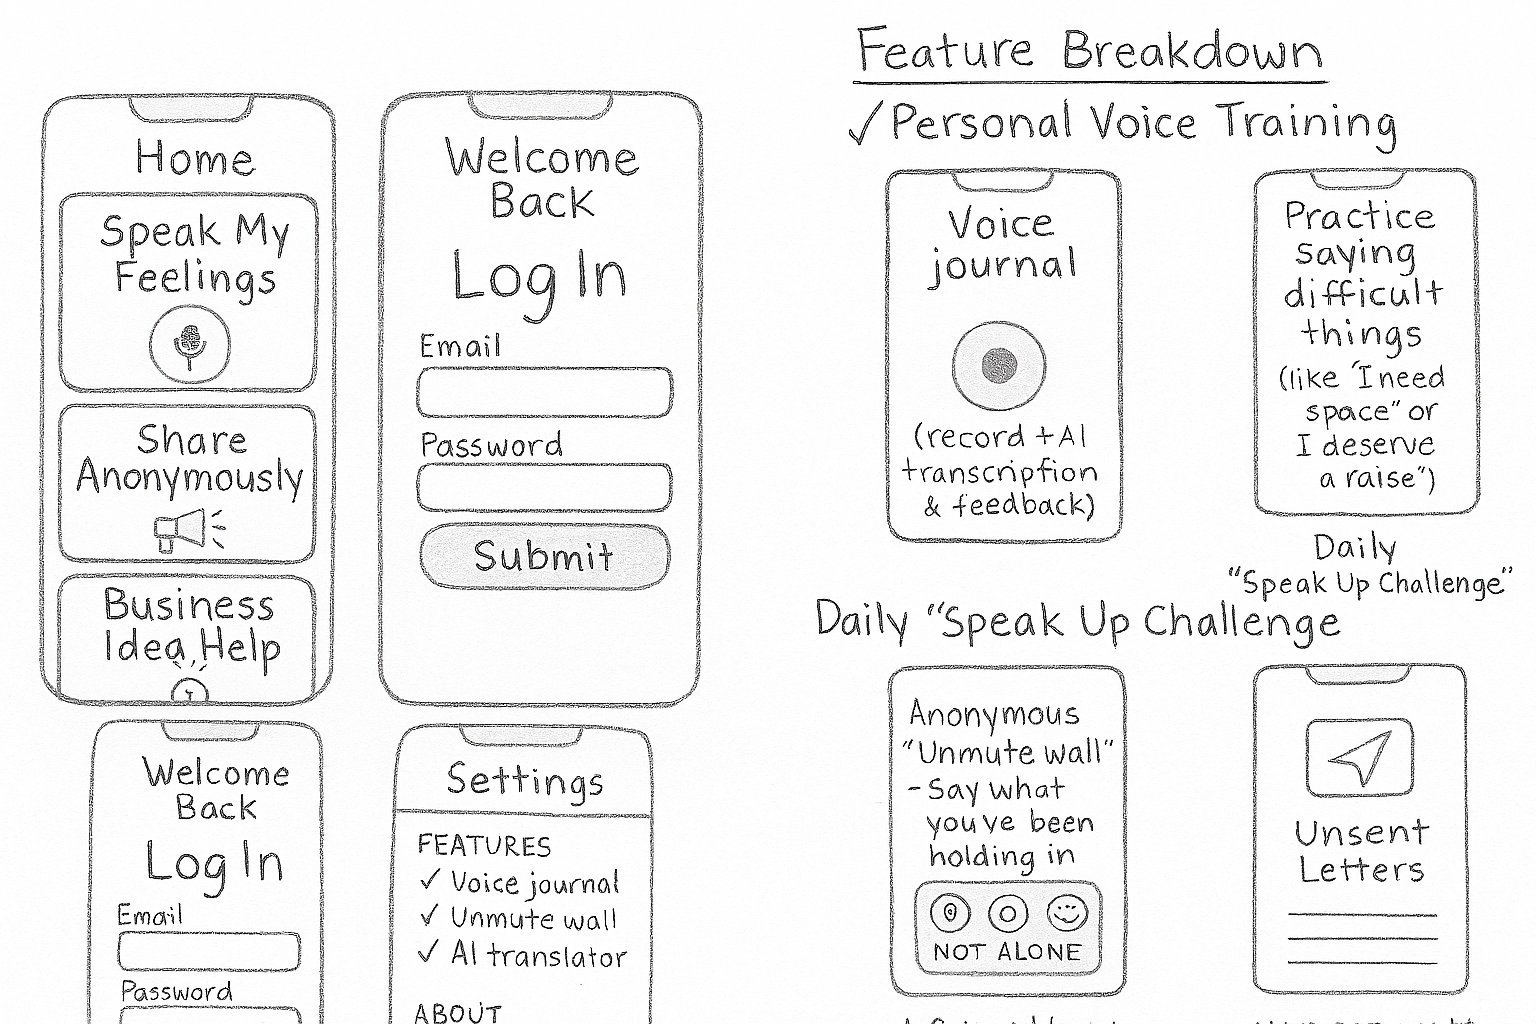 Home
Speak My
Feelings
Share
Anonymously
Business
Idea Help
Welcome
Back
Log In
Email
Password
Submit
Welcome
Back
Log In
Email
Password
Settings
FEATURES
✓ Voice journal
✓ Unmute wall
✓ AI translator
ABOUT
Feature Breakdown
✓ Personal Voice Training
Voice
journal
(record + AI
transcription
& feedback)
Practice
saying
difficult
things
(like "I need
space" or
I deserve
a raise")
Daily
"Speak Up Challenge"
Daily "Speak Up Challenge
Anonymous
"Unmute wall"
- Say what
youve been
holding in
NOT ALONE
Unsent
Letters